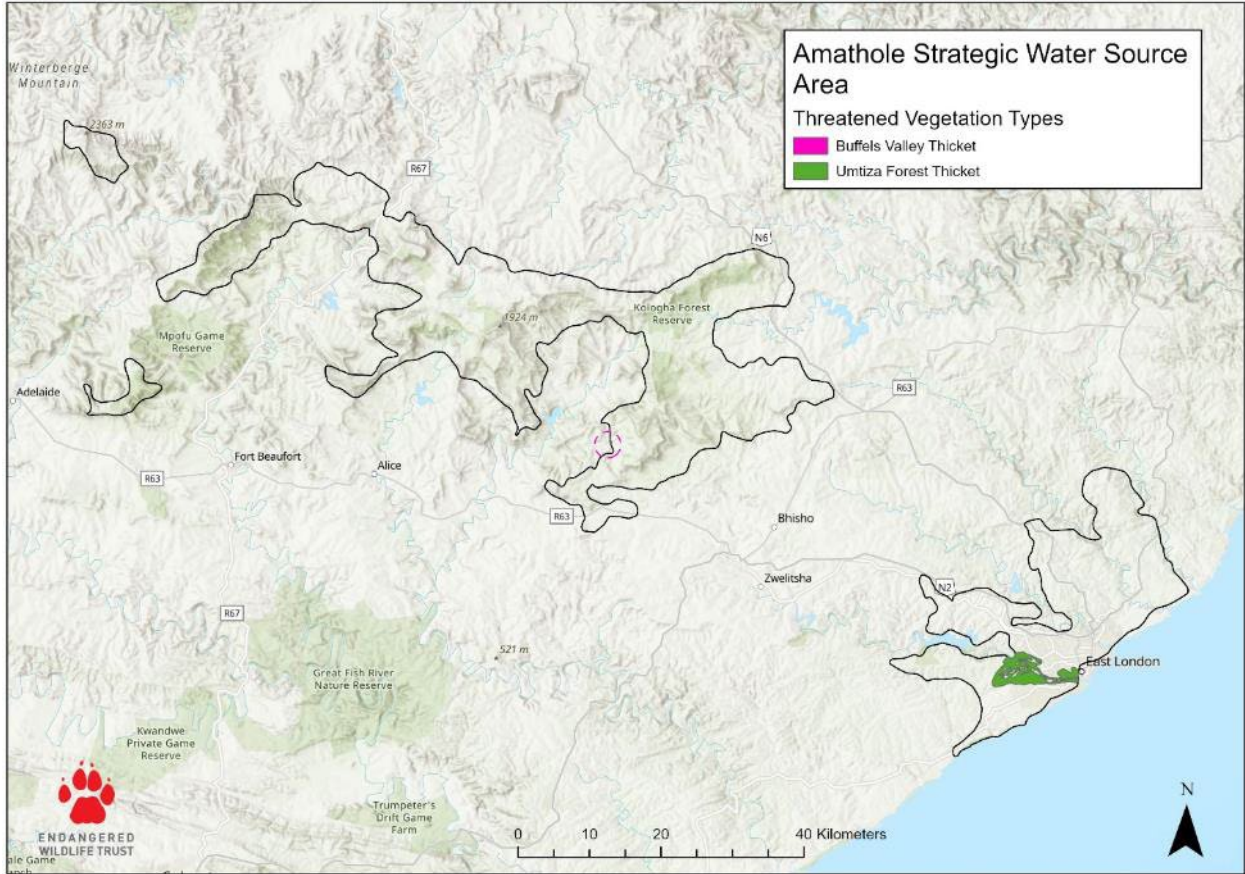 Amathole Strategic Water Source
Area
Threatened Vegetation Types
Buffels Valley Thicket
Umtiza Forest Thicket
Winterberge
Mountain
2363 m
R67
N6
Kologha Forest
Reserve
1924 m
Mpofu Game
Reserve
Adelaide
R63
Fort Beaufort
R63
Alice
R63
Bhisho
Zwelitsha
N2
R67
521 m
Great Fish River
Nature Reserve
East London
Kwandwe
Private Game
Reserve
Trumpeter's
Drift Game
Farm
ENDANGERED
WILDLIFE TRUST
ale Game
0 10 20 40 Kilometers
N